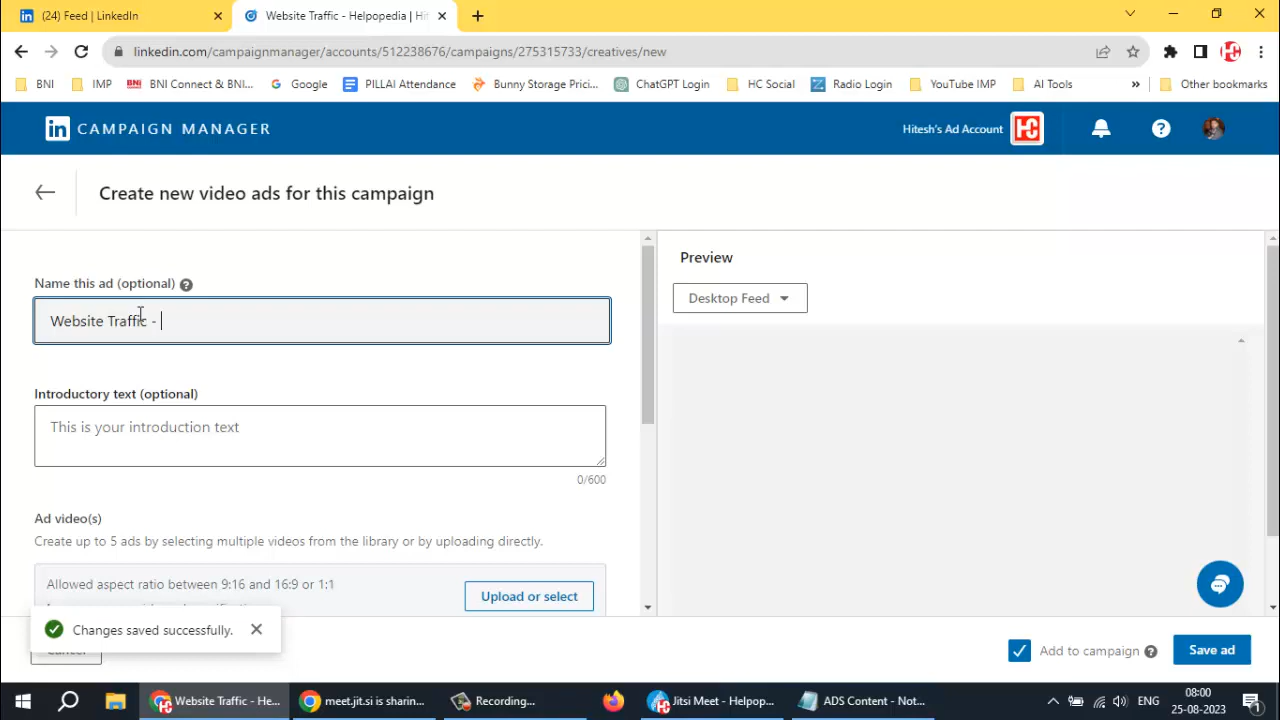 (24) Feed | LinkedIn
Website Traffic - Helpopedia | Hit
linkedin.com/campaignmanager/accounts/512238676/campaigns/275315733/creatives/new
BNI IMP BNI Connect & BNI... Google PILLAI Attendance Bunny Storage Prici... ChatGPT Login HC Social Radio Login YouTube IMP AI Tools » Other bookmarks
in CAMPAIGN MANAGER
Hitesh's Ad Account
Create new video ads for this campaign
Name this ad (optional)
Website Traffic -
Introductory text (optional)
This is your introduction text
0/600
Ad video(s)
Create up to 5 ads by selecting multiple videos from the library or by uploading directly.
Allowed aspect ratio between 9:16 and 16:9 or 1:1
Upload or select
Preview
Desktop Feed
Changes saved successfully.
Add to campaign
Save ad
Website Traffic - He...
meet.jit.si is sharin...
Recording...
Jitsi Meet - Helpop...
ADS Content - Not...
ENG
08:00
25-08-2023